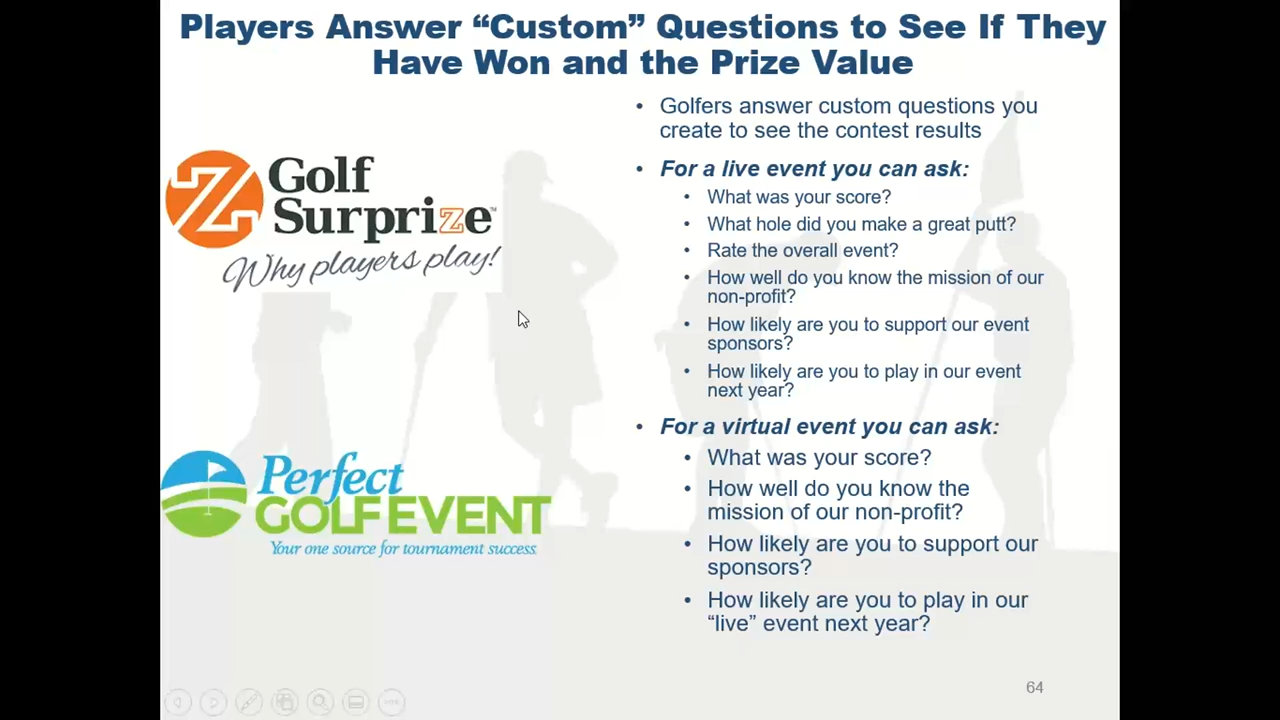 Players Answer “Custom” Questions to See If They
Have Won and the Prize Value
Z Golf
Surprize™
Why players play!
Perfect
GOLFEVENT
Your one source for tournament success
• Golfers answer custom questions you
create to see the contest results
• For a live event you can ask:
• What was your score?
• What hole did you make a great putt?
• Rate the overall event?
• How well do you know the mission of our
non-profit?
• How likely are you to support our event
sponsors?
• How likely are you to play in our event
next year?
• For a virtual event you can ask:
• What was your score?
• How well do you know the
mission of our non-profit?
• How likely are you to support our
sponsors?
• How likely are you to play in our
“live” event next year?
64